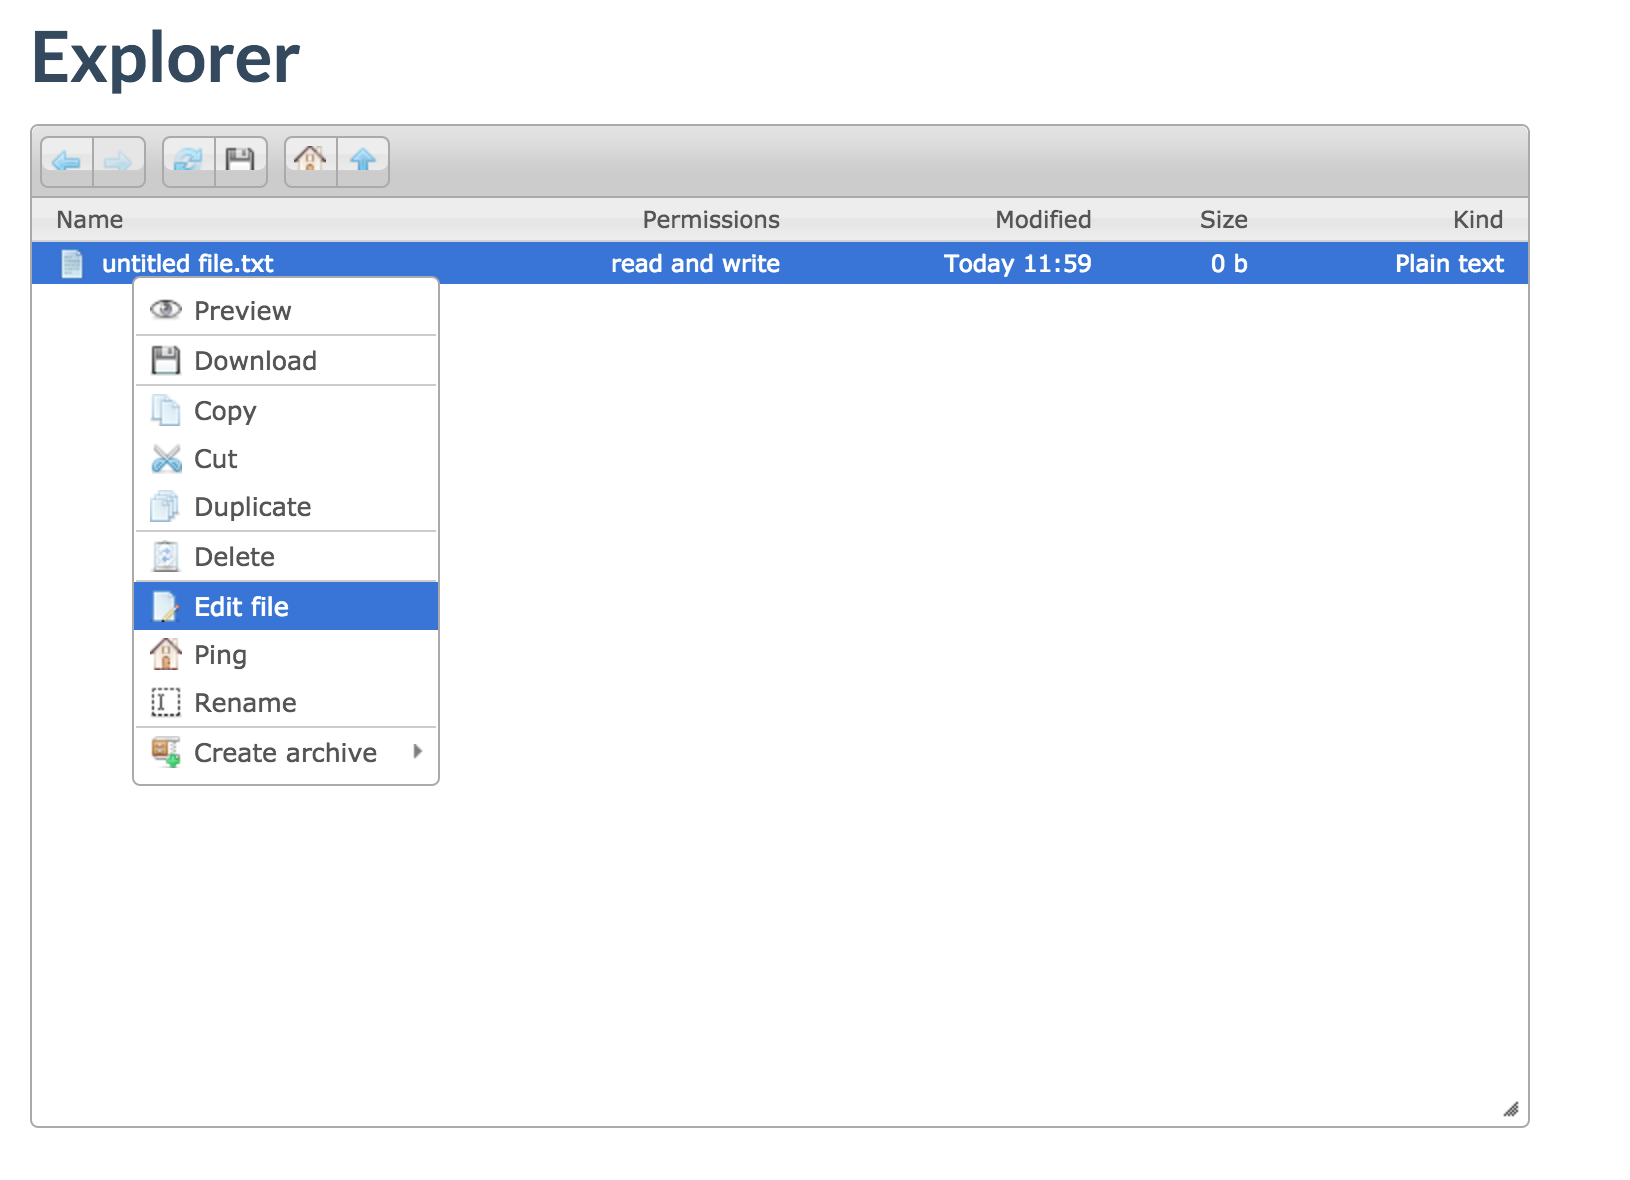 Explorer
Name Permissions Modified Size Kind
untitled file.txt read and write Today 11:59 0 b Plain text
Preview
Download
Copy
Cut
Duplicate
Delete
Edit file
Ping
Rename
Create archive